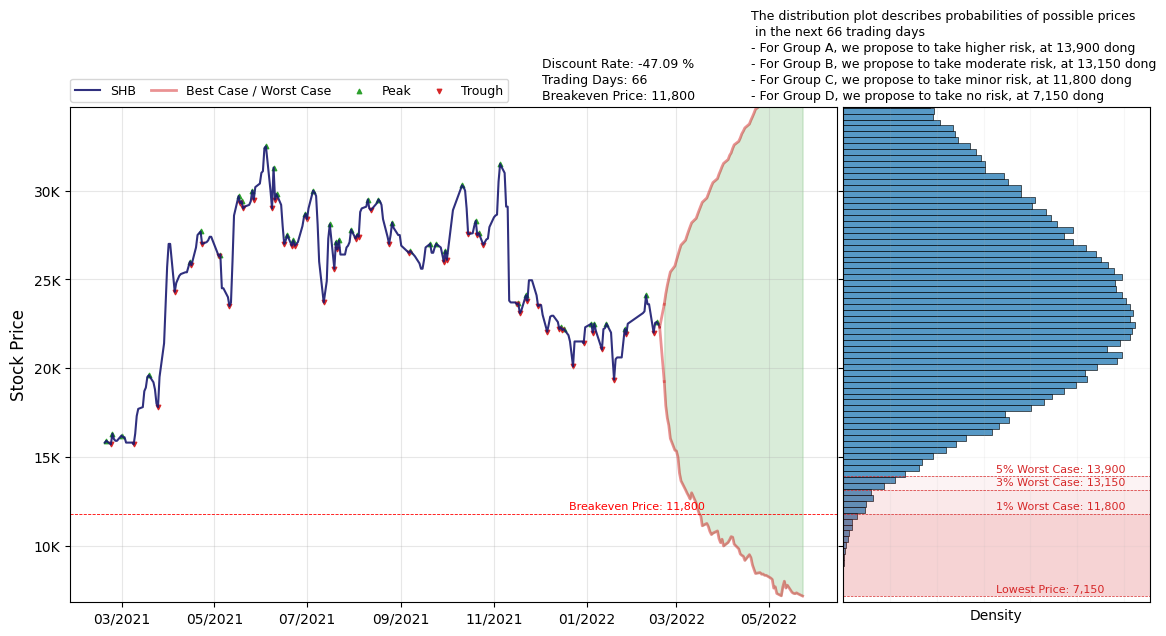 The distribution plot describes probabilities of possible prices
in the next 66 trading days
- For Group A, we propose to take higher risk, at 13,900 dong
- For Group B, we propose to take moderate risk, at 13,150 dong
- For Group C, we propose to take minor risk, at 11,800 dong
- For Group D, we propose to take no risk, at 7,150 dong
Discount Rate: -47.09 %
Trading Days: 66
Breakeven Price: 11,800
SHB
Best Case / Worst Case
Peak
Trough
Stock Price
30K
25K
20K
15K
10K
Breakeven Price: 11,800
5% Worst Case: 13,900
3% Worst Case: 13,150
1% Worst Case: 11,800
Lowest Price: 7,150
03/2021
05/2021
07/2021
09/2021
11/2021
01/2022
03/2022
05/2022
Density